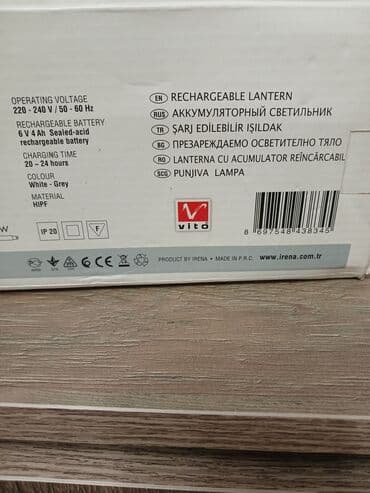 OPERATING VOLTAGE
220 - 240 V / 50 - 60 Hz
RECHARGEABLE BATTERY
6 V 4 Ah Sealed-acid
rechargeable battery
CHARGING TIME
20 – 24 hours
COLOUR
White - Grey
MATERIAL
HIPF
W
IP 20
F
EN RECHARGEABLE LANTERN
RUS АККУМУЛЯТОРНЫЙ СВЕТИЛЬНИК
TR ŞARJ EDİLEBİLİR IŞILDAK
BG ПРЕЗАРЕЖДАЕМО ОСВЕТИТЕЛНО ТЯЛО
RO LANTERNA CU ACUMULATOR REÎNCĂRCABIL
SCG PUNJIVA LAMPA
V
vito
8 697548 438345
PRODUCT BY IRENA • MADE IN P.R.C.
www.irena.com.tr